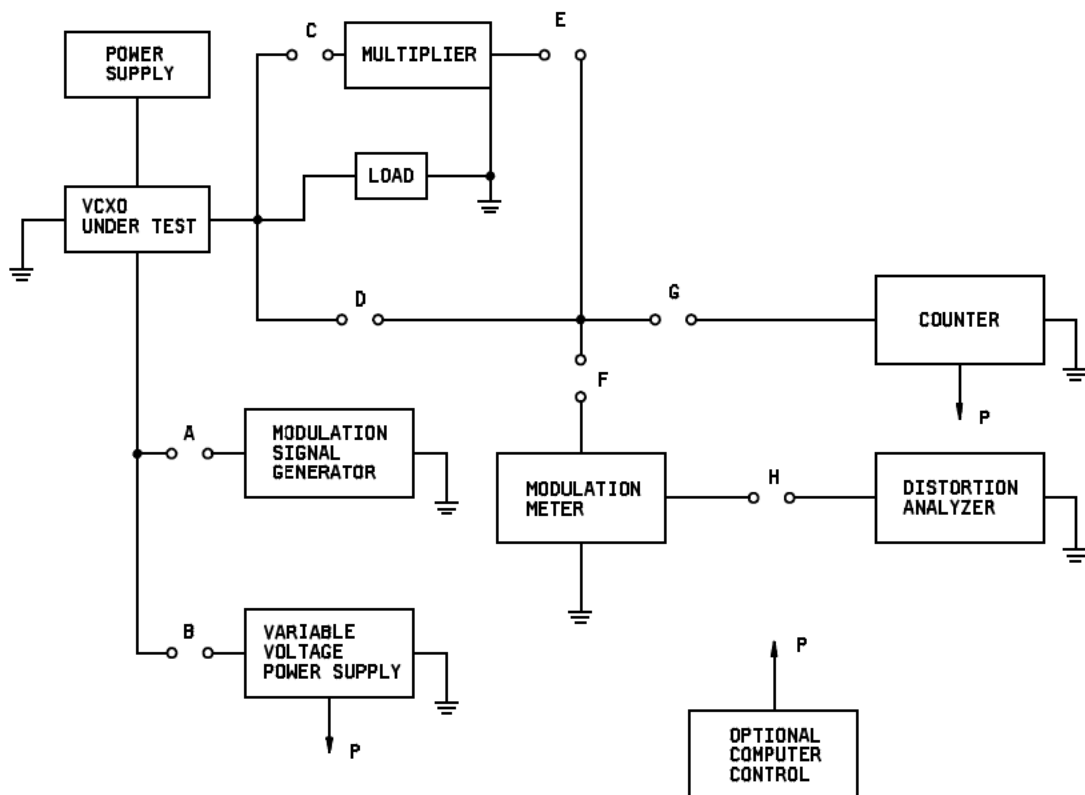 E
C
POWER
SUPPLY
MULTIPLIER
LOAD
VCXO
UNDER TEST
D
G
COUNTER
F
P
A
MODULATION
SIGNAL
GENERATOR
MODULATION
METER
H
DISTORTION
ANALYZER
B
VARIABLE
VOLTAGE
POWER SUPPLY
P
P
OPTIONAL
COMPUTER
CONTROL